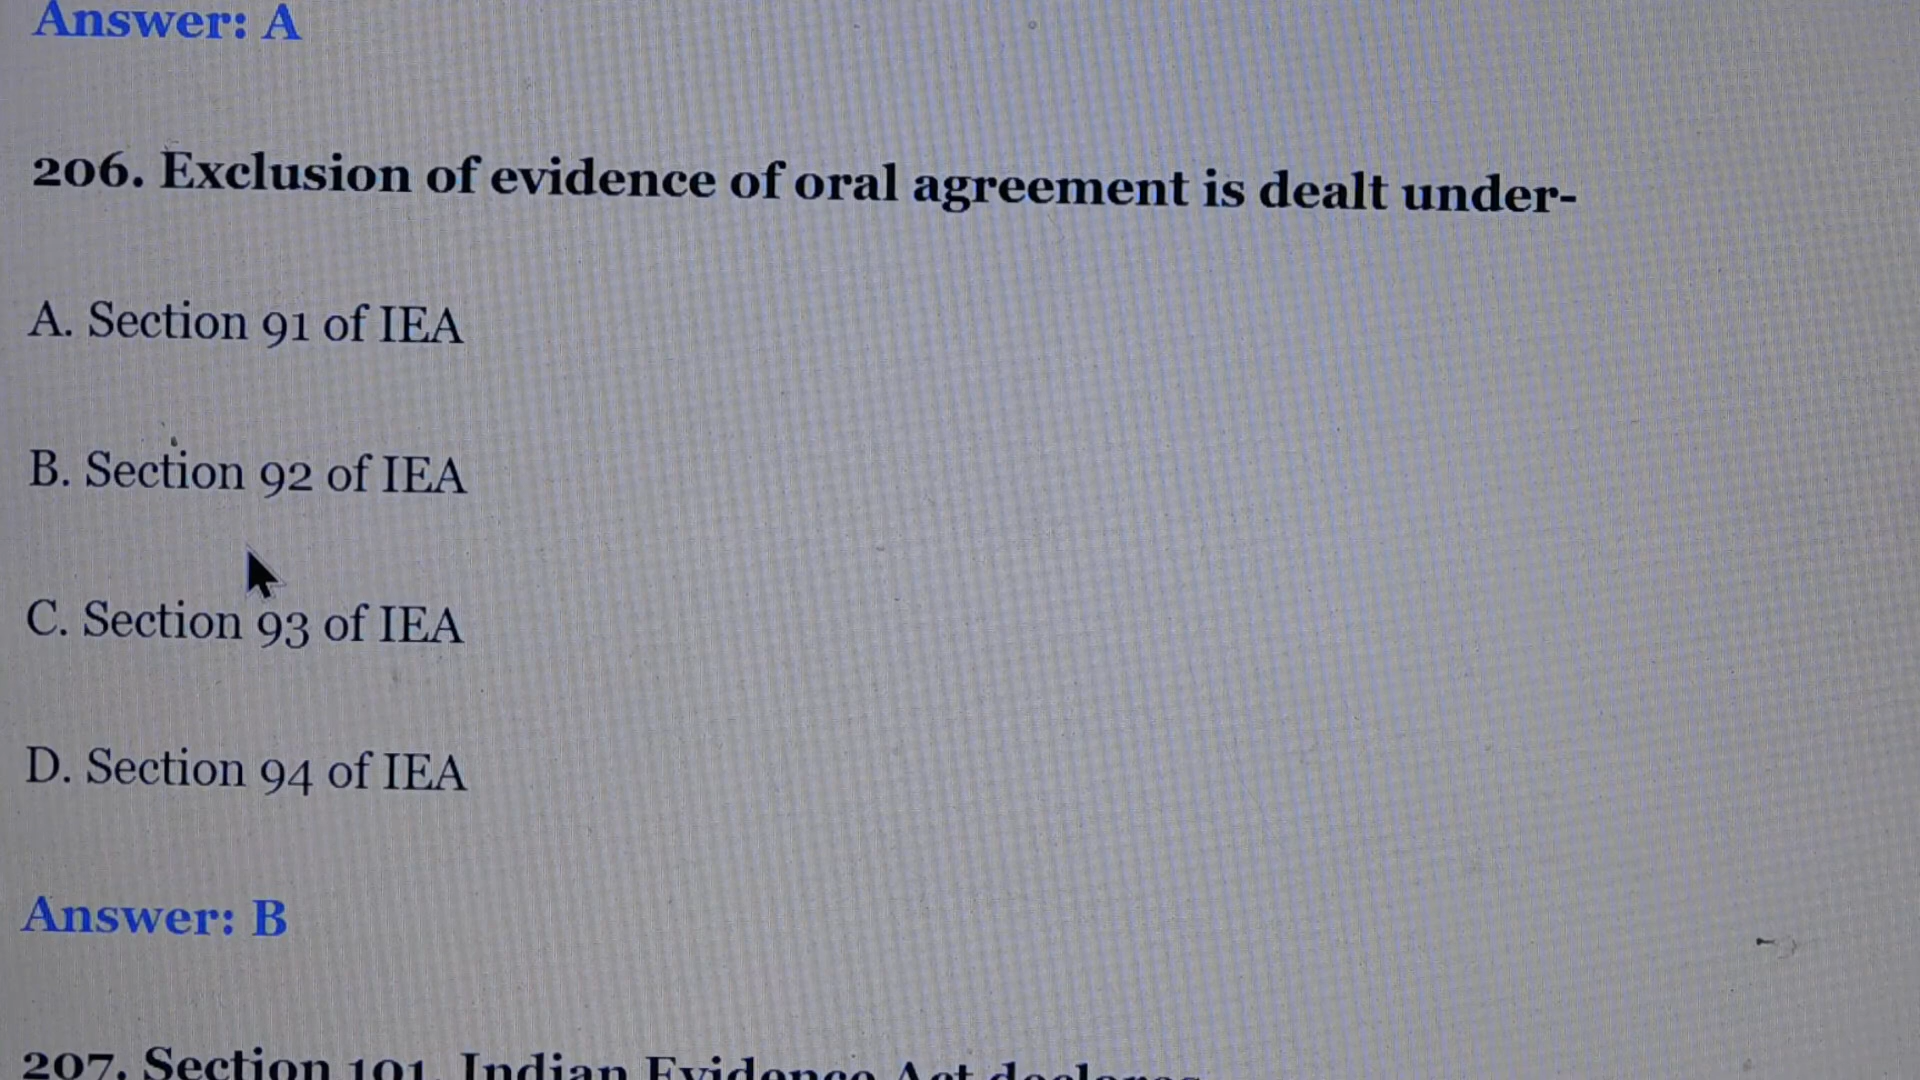 Answer: A
206. Exclusion of evidence of oral agreement is dealt under-
A. Section 91 of IEA
B. Section 92 of IEA
C. Section 93 of IEA
D. Section 94 of IEA
Answer: B
207. Section 101, Indian Evidence Act declares